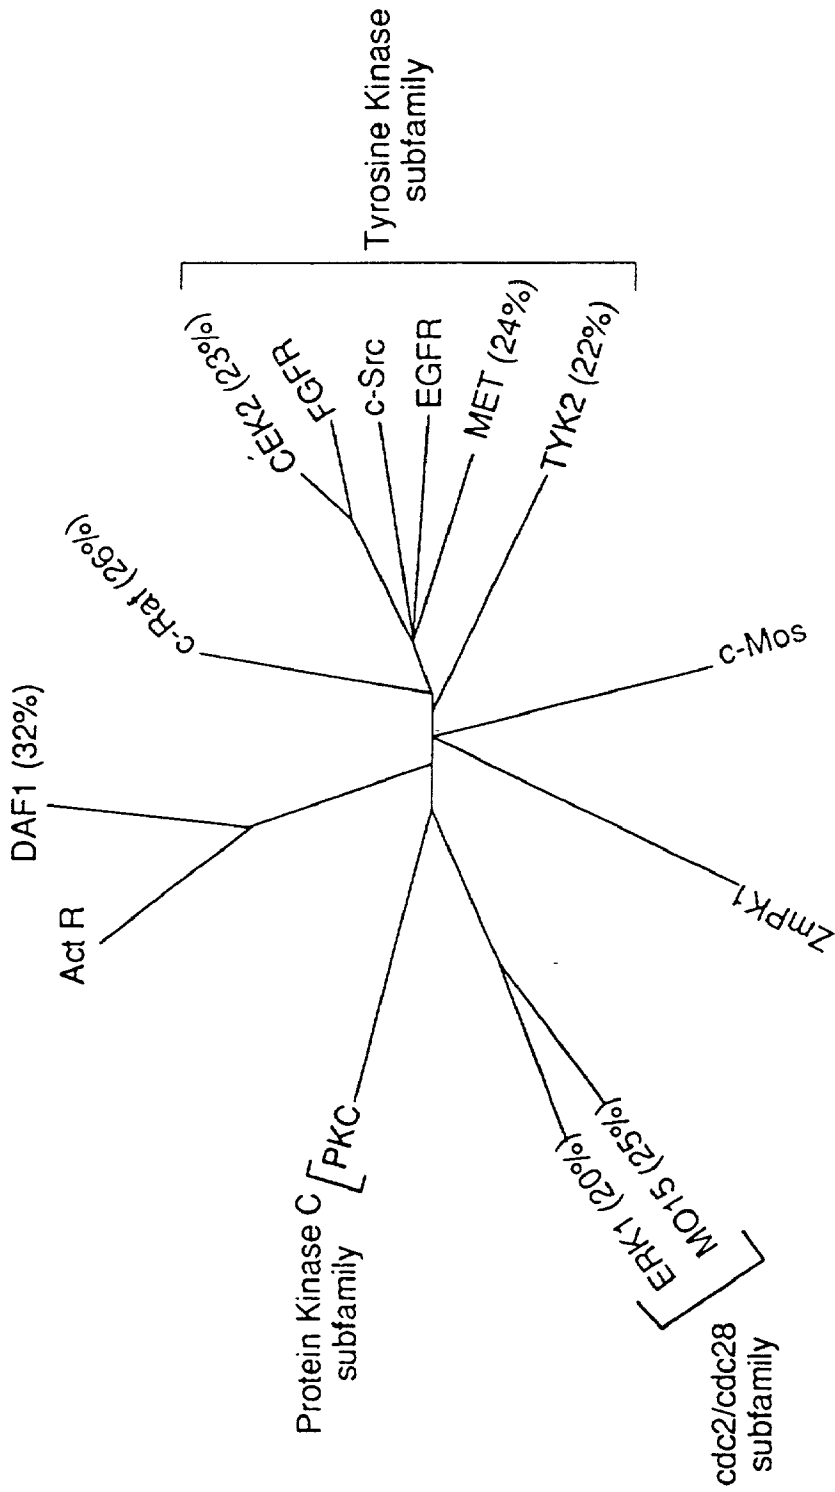 DAF1 (32%)
Act R
c-Raf (26%)
CEK2 (23%)
FGFR
c-Src
EGFR
MET (24%)
TYK2 (22%)
Tyrosine Kinase
subfamily
c-Mos
ZmPK1
Protein Kinase C
subfamily
PKC
ERK1 (20%)
MO15 (25%)
cdc2/cdc28
subfamily